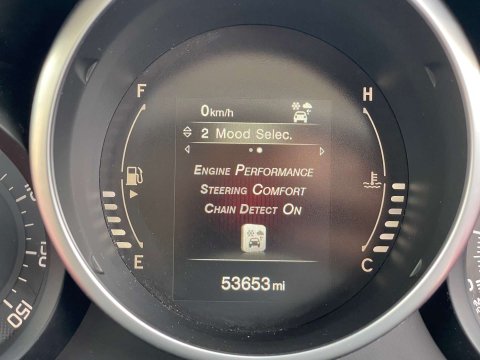 F
H
0km/h
2 Mood Selec.
ENGINE PERFORMANCE
STEERING COMFORT
CHAIN DETECT ON
E
C
53653mi
150